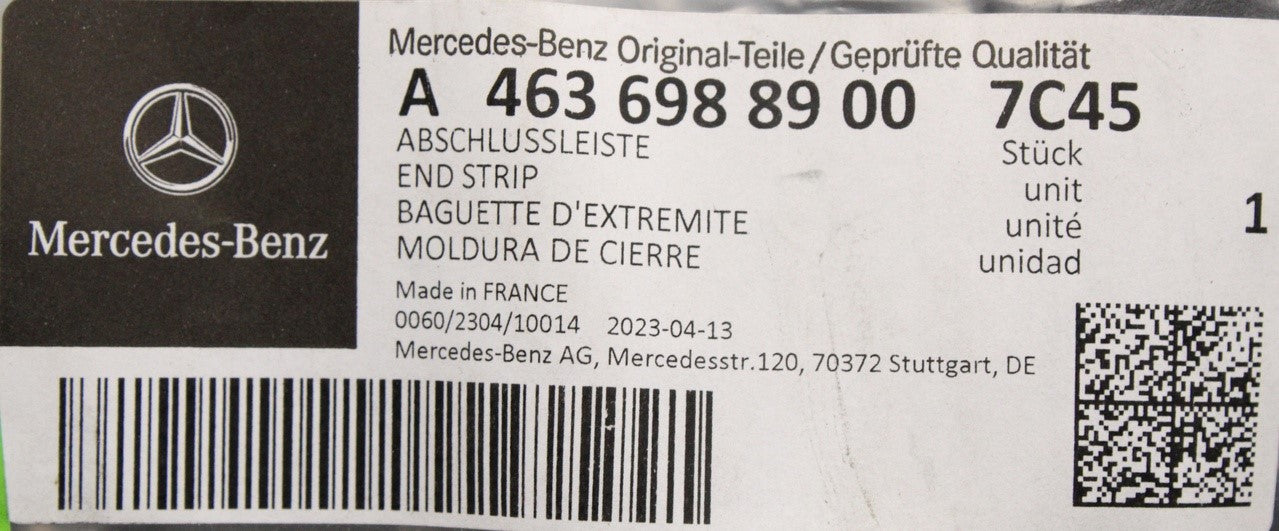 Mercedes-Benz
Mercedes-Benz Original-Teile/Geprüfte Qualität
A 463 698 89 00 7C45
ABSCHLUSSLEISTE
END STRIP
BAGUETTE D'EXTREMITE
MOLDURA DE CIERRE
Stück
unit
unité
unidad
1
Made in FRANCE
0060/2304/10014 2023-04-13
Mercedes-Benz AG, Mercedesstr.120, 70372 Stuttgart, DE